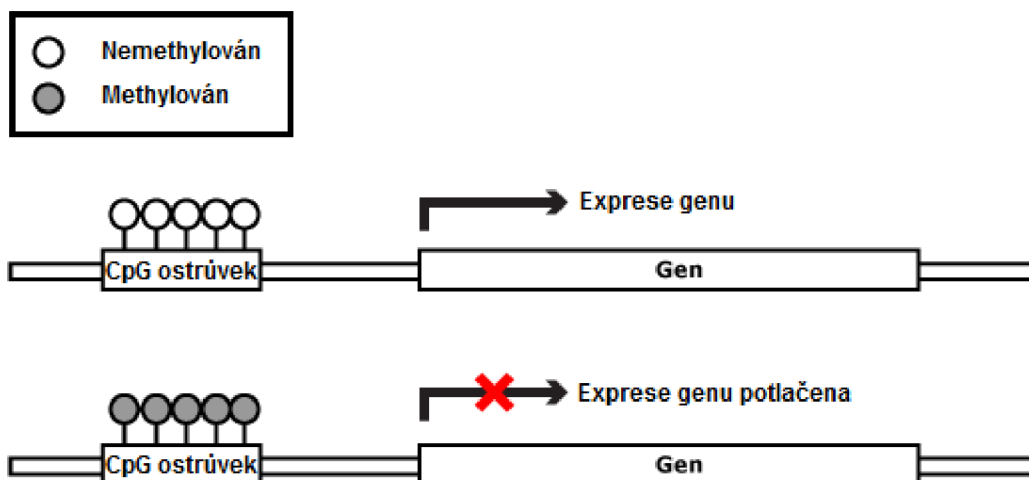 Nemethylován
Methylován
Exprese genu
CpG ostrůvek
Gen
Exprese genu potlačena
CpG ostrůvek
Gen